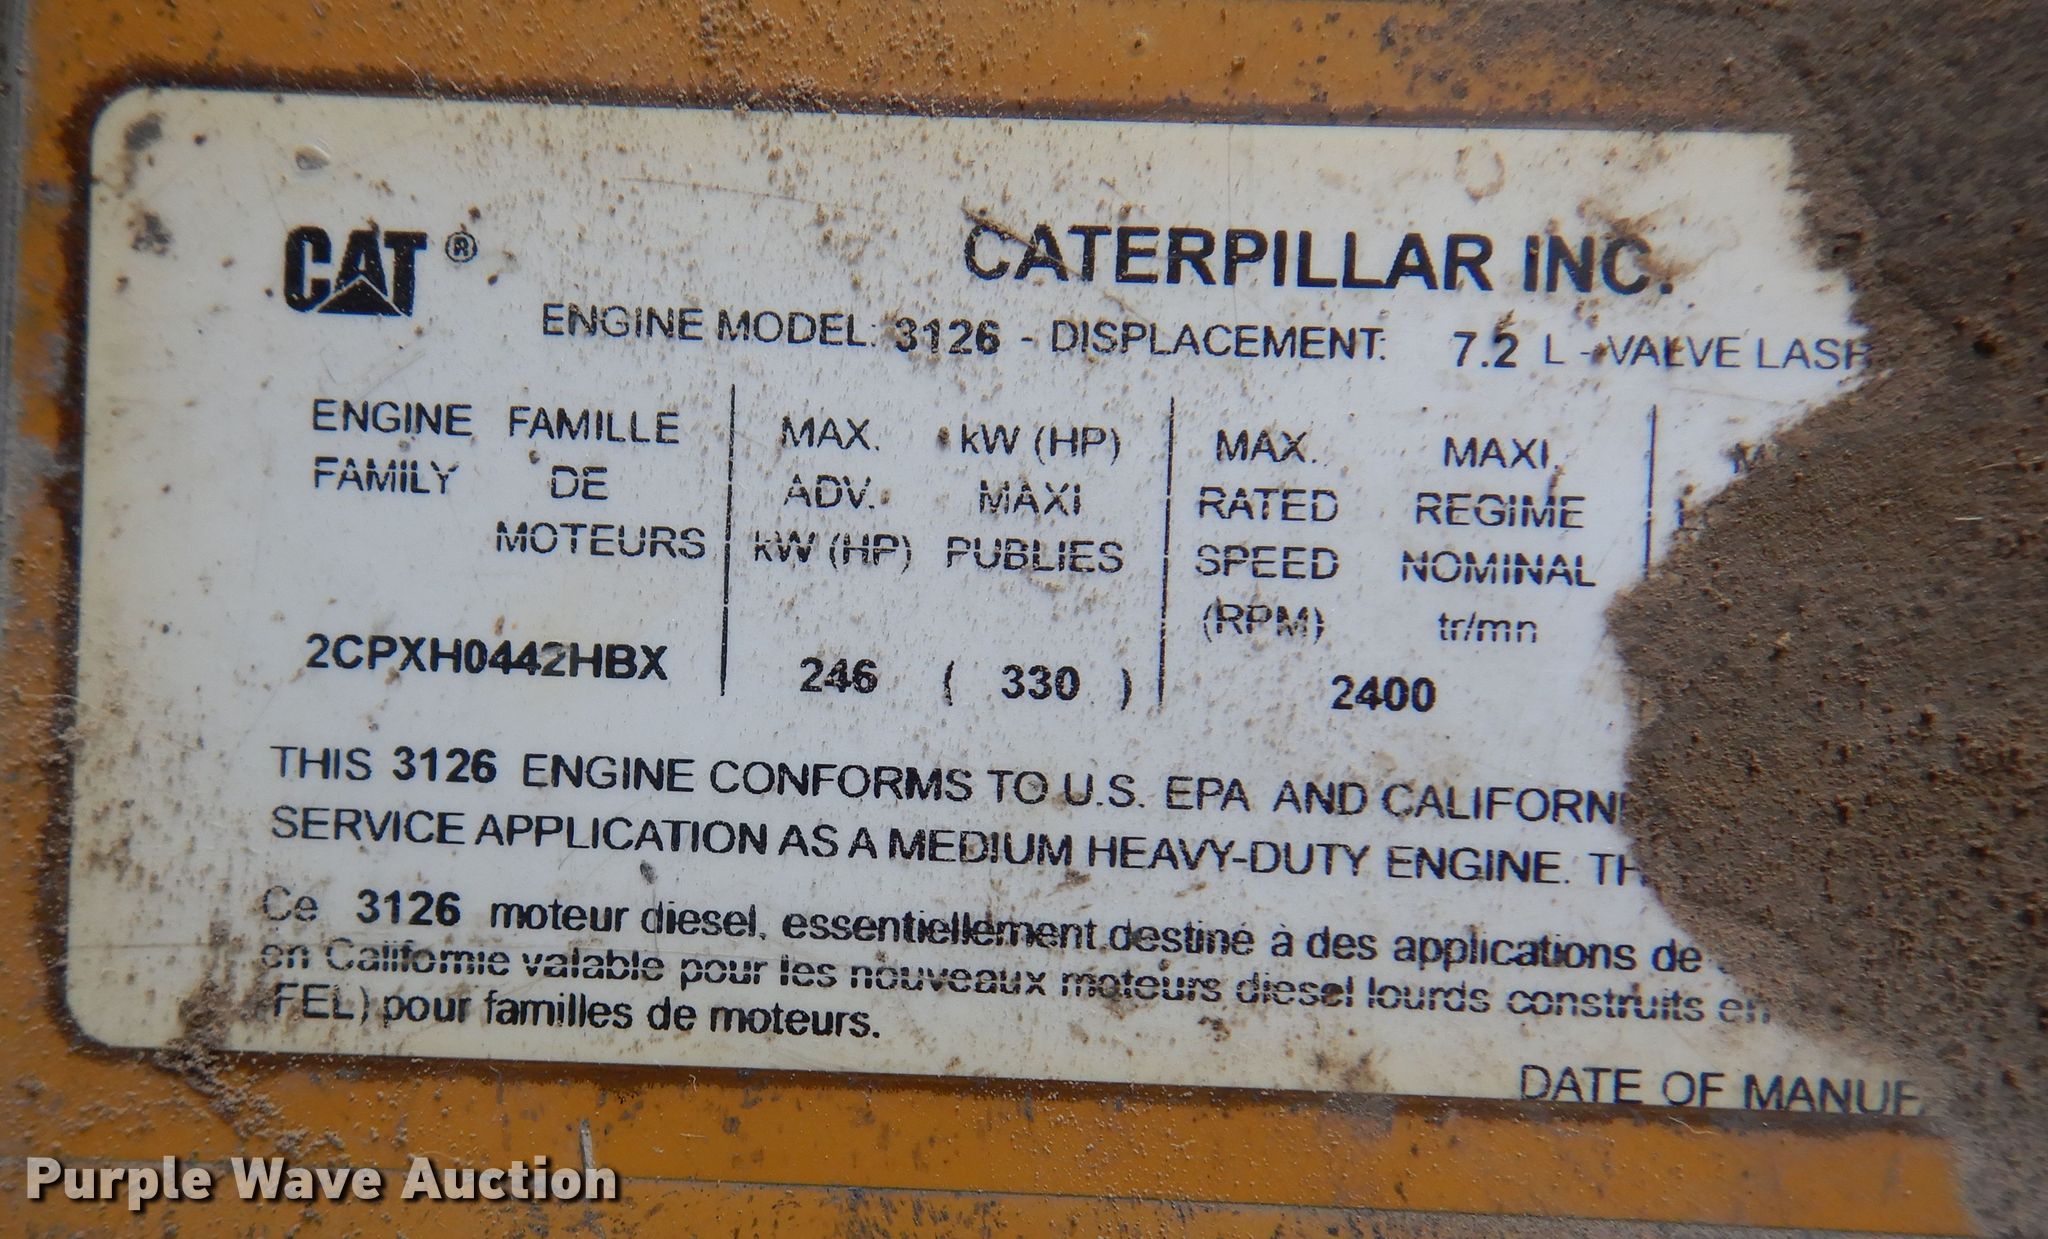 CAT ® CATERPILLAR INC.
ENGINE MODEL: 3126 - DISPLACEMENT: 7.2 L - VALVE LASH
ENGINE FAMILLE MAX. kW (HP) MAX. MAXI.
FAMILY DE ADV. MAXI RATED REGIME
MOTEURS kW (HP) PUBLIES SPEED NOMINAL
(RPM) tr/mn
2CPXH0442HBX 246 ( 330 ) 2400
THIS 3126 ENGINE CONFORMS TO U.S. EPA AND CALIFORNI
SERVICE APPLICATION AS A MEDIUM HEAVY-DUTY ENGINE. TH
Ce 3126 moteur diesel, essentiellement destiné à des applications de
en Californie valable pour les nouveaux moteurs diesel lourds construits en
FEL) pour familles de moteurs.
DATE OF MANUF
Purple Wave Auction